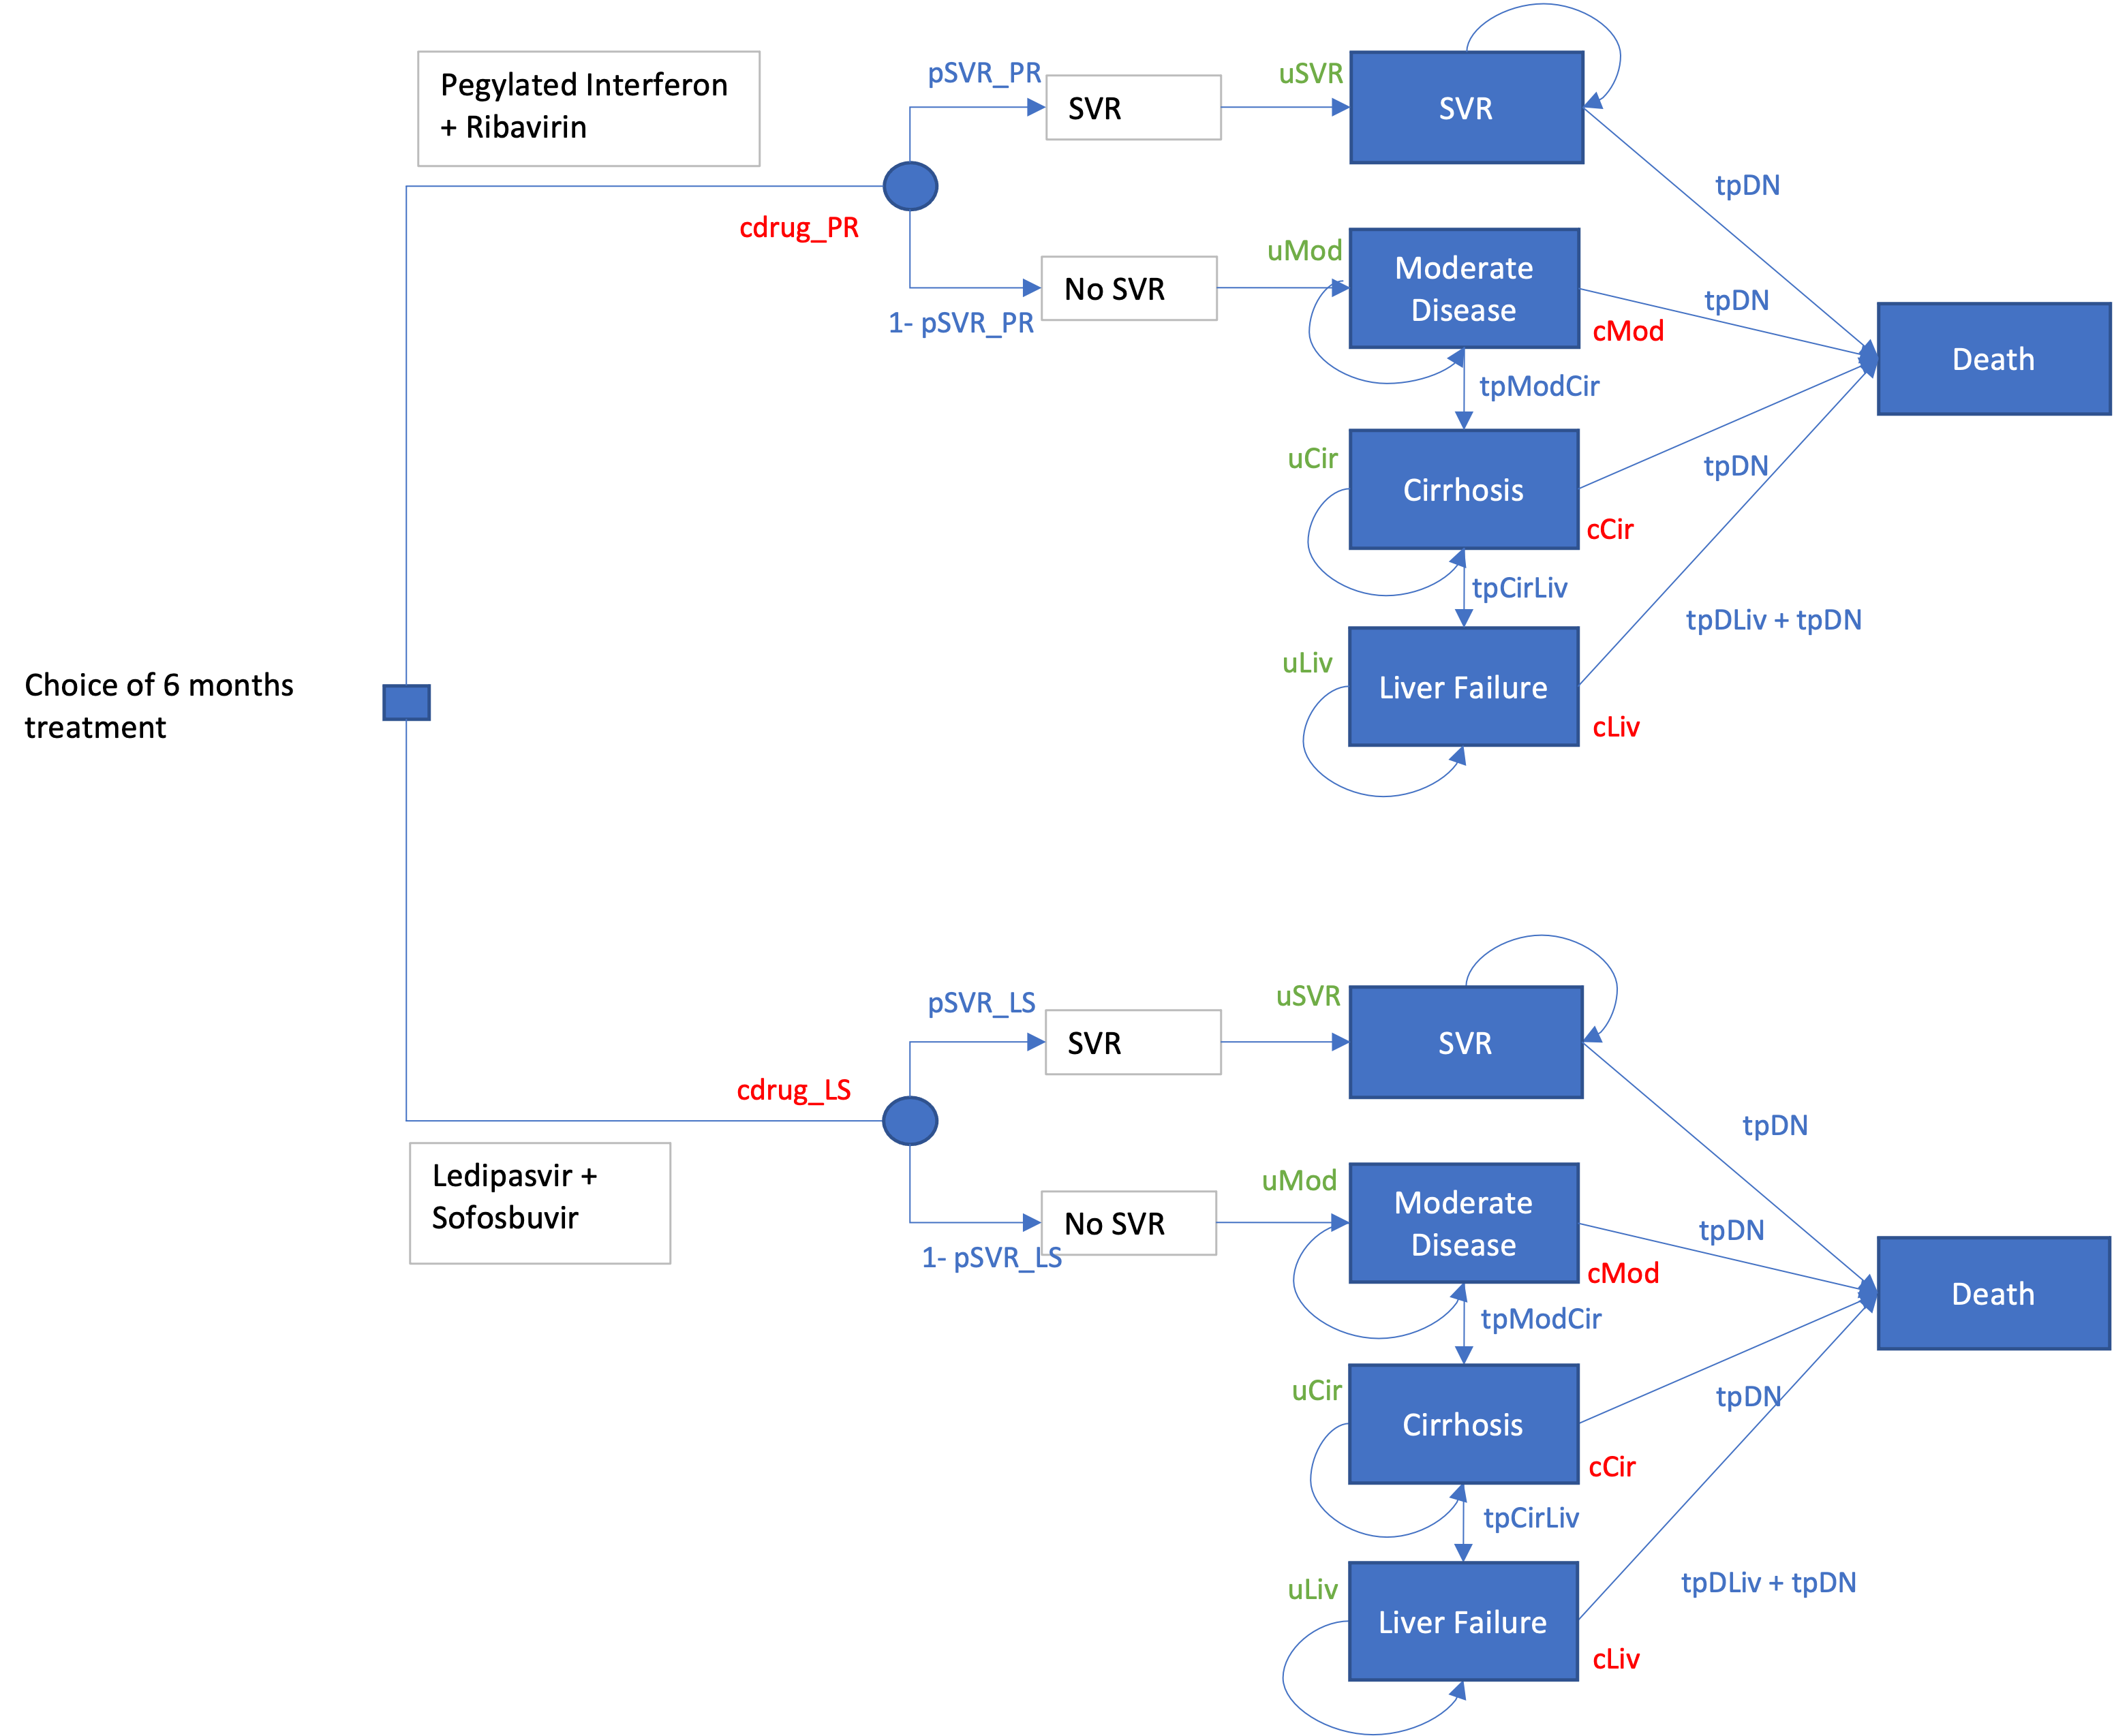 Pegylated Interferon
+ Ribavirin
pSVR_PR
SVR
uSVR
SVR
tpDN
cdrug_PR
No SVR
1- pSVR_PR
uMod
Moderate
Disease
tpDN
cMod
Death
tpModCir
uCir
Cirrhosis
tpDN
cCir
tpCirLiv
uLiv
Liver Failure
tpDLiv + tpDN
cLiv
Choice of 6 months
treatment
pSVR_LS
SVR
uSVR
SVR
tpDN
cdrug_LS
Ledipasvir +
Sofosbuvir
No SVR
1- pSVR_LS
uMod
Moderate
Disease
tpDN
cMod
Death
tpModCir
uCir
Cirrhosis
tpDN
cCir
tpCirLiv
uLiv
Liver Failure
tpDLiv + tpDN
cLiv